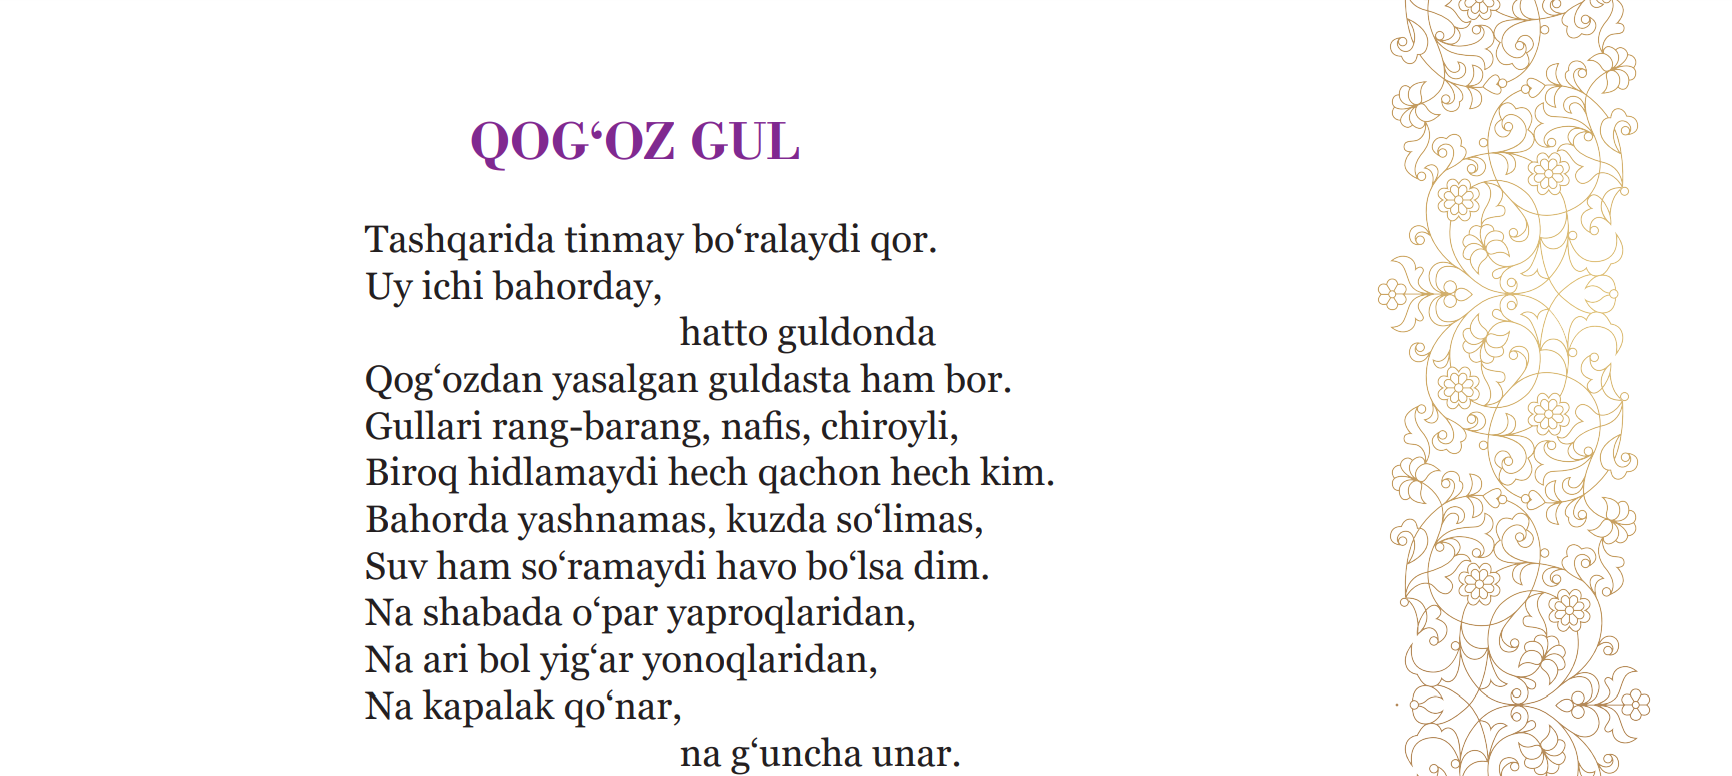 QOG‘OZ GUL
Tashqarida tinmay bo‘ralaydi qor.
Uy ichi bahorday,
hatto guldonda
Qog‘ozdan yasalgan guldasta ham bor.
Gullari rang-barang, nafis, chiroyli,
Biroq hidlamaydi hech qachon hech kim.
Bahorda yashnamas, kuzda so‘limas,
Suv ham so‘ramaydi havo bo‘lsa dim.
Na shabada o‘par yaproqlaridan,
Na ari bol yig‘ar yonoqlaridan,
Na kapalak qo‘nar,
na g‘uncha unar.